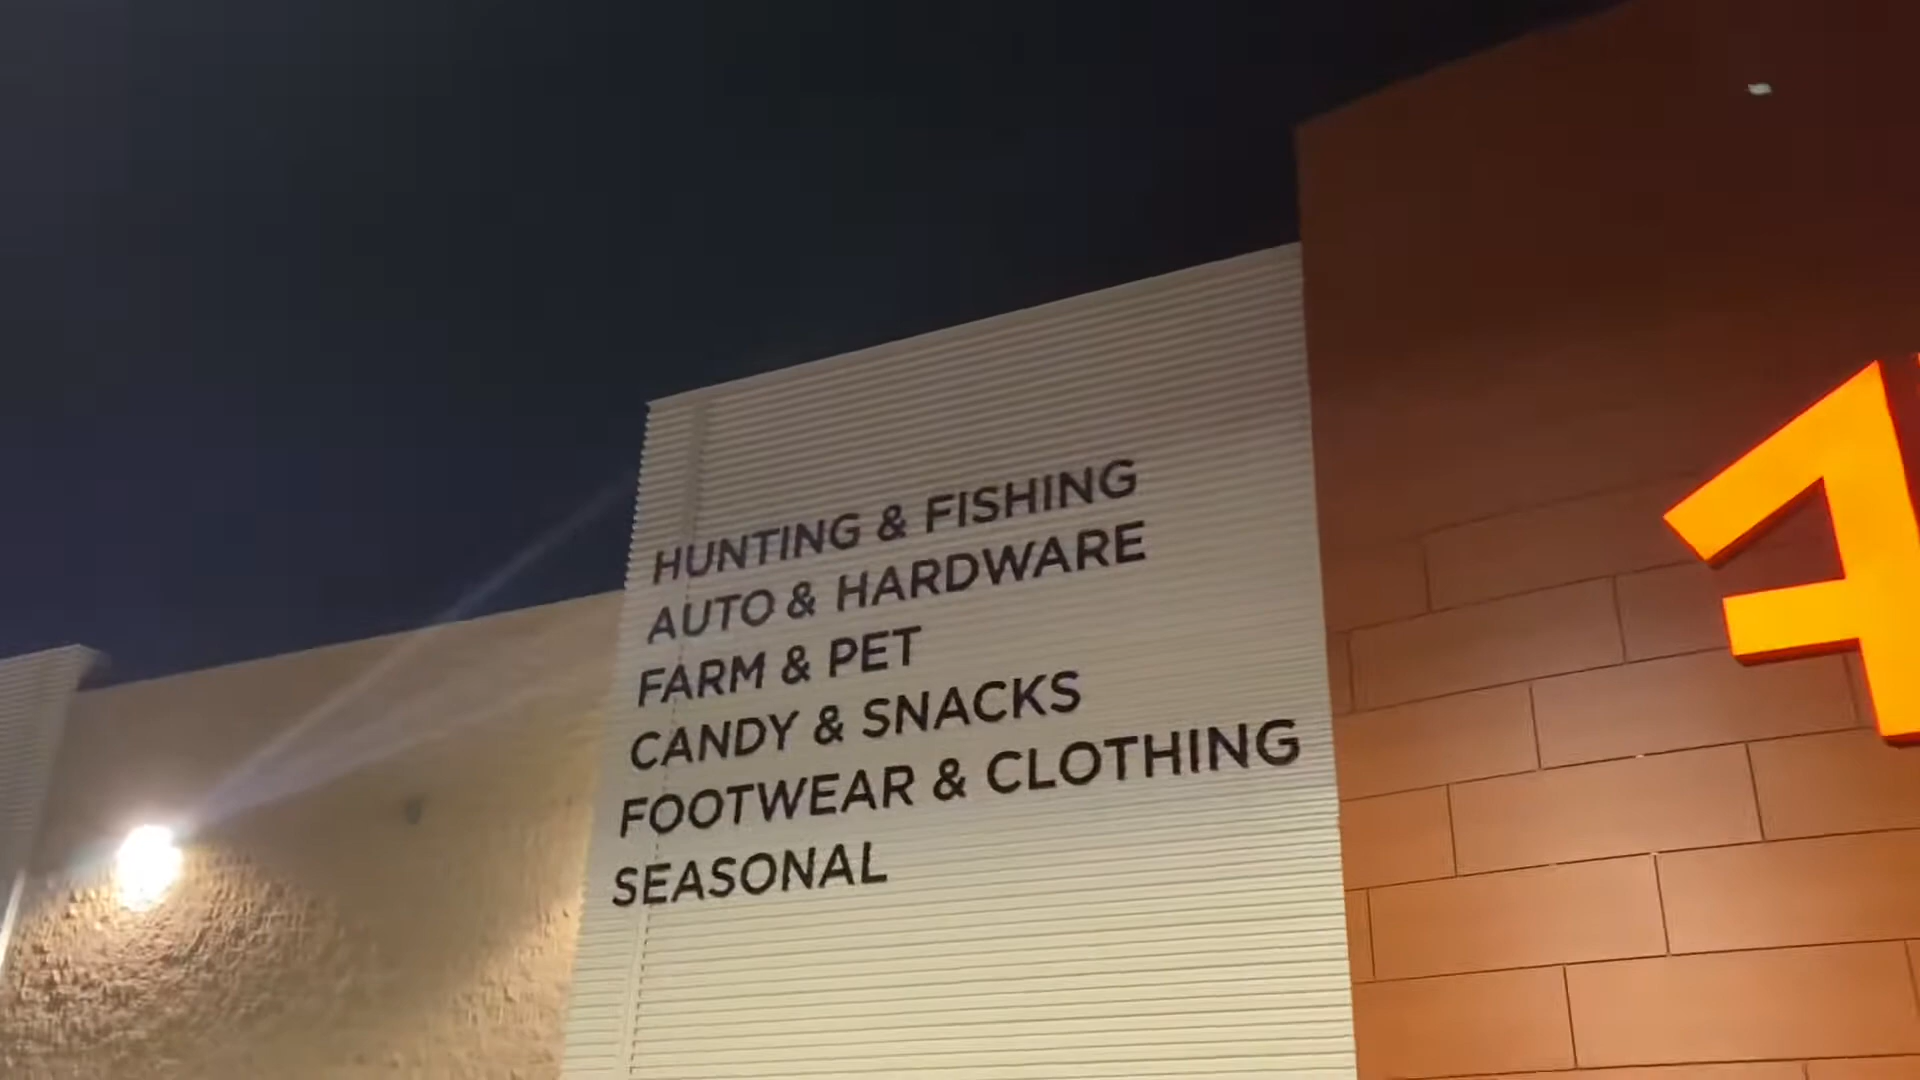 HUNTING & FISHING
AUTO & HARDWARE
FARM & PET
CANDY & SNACKS
FOOTWEAR & CLOTHING
SEASONAL